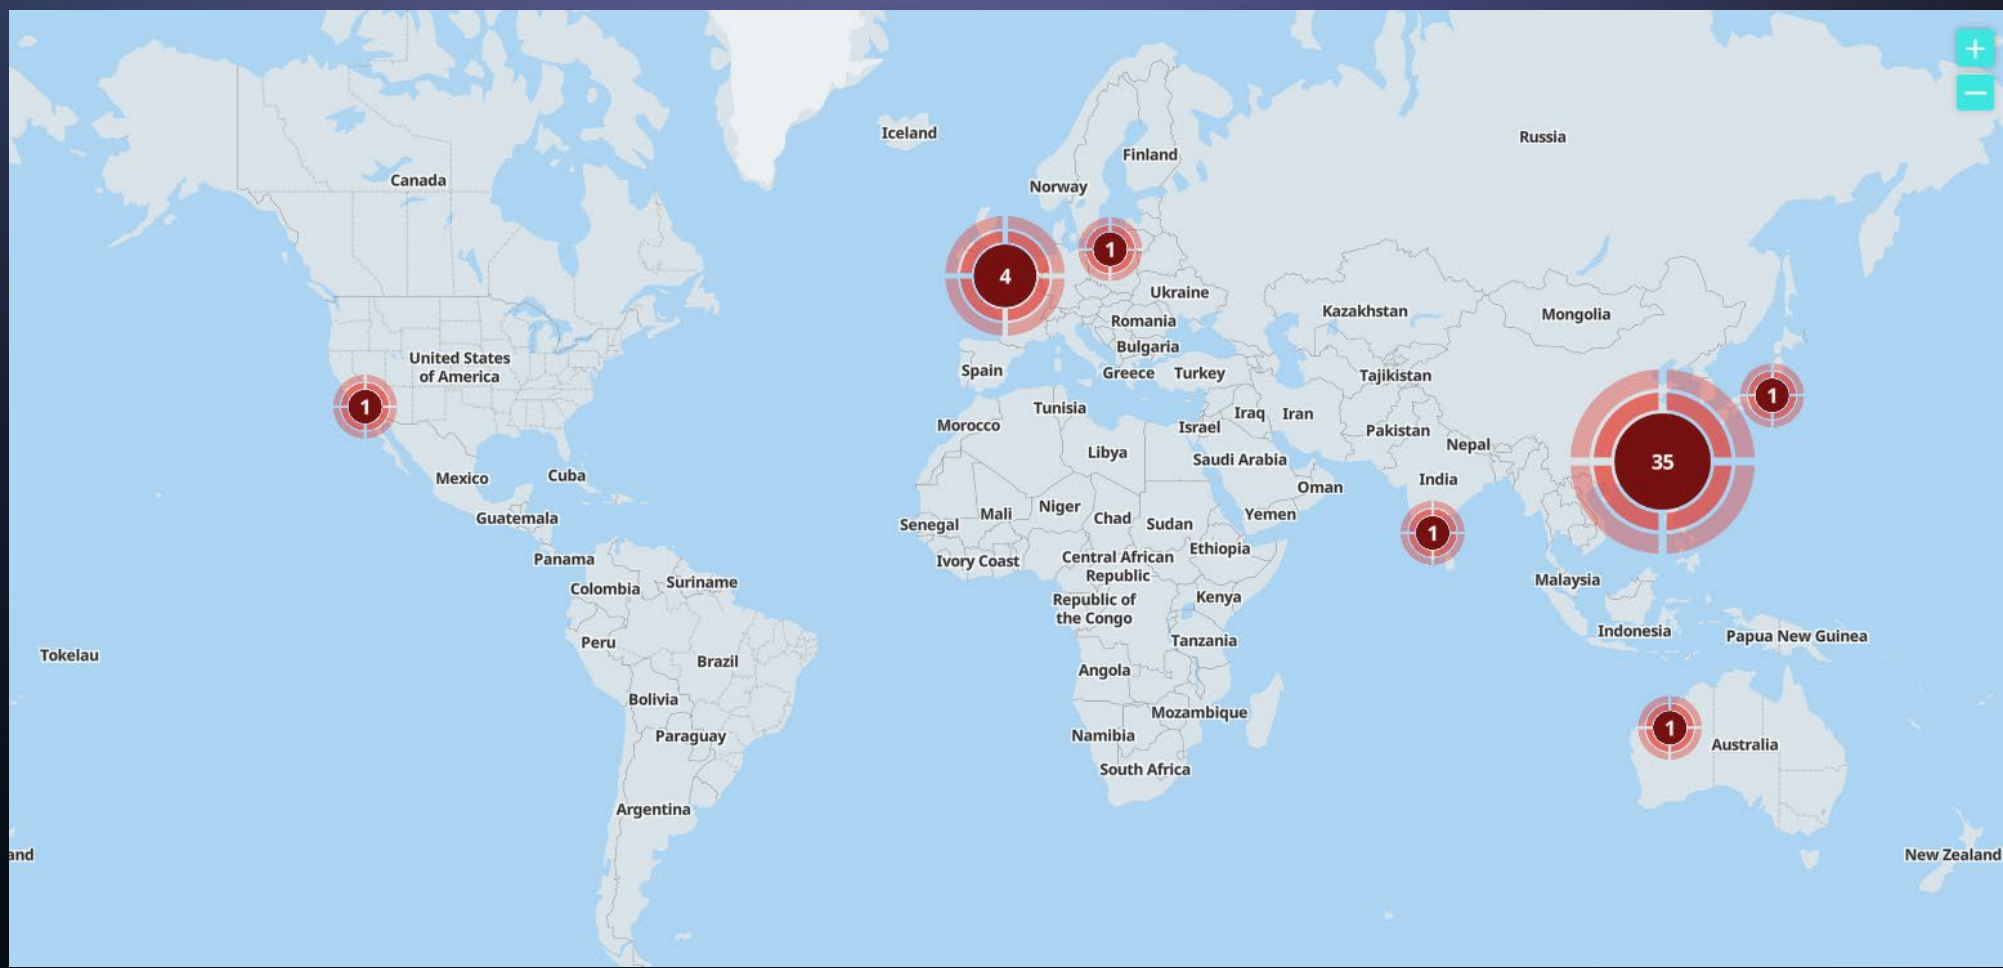 +
−
Iceland
Russia
Finland
Canada
Norway
4
1
Ukraine
Kazakhstan
Mongolia
Romania
Bulgaria
United States
of America
Spain
Greece
Turkey
Tajikistan
1
1
Tunisia
Iraq
Iran
Morocco
Israel
Pakistan
Nepal
Libya
Saudi Arabia
35
Mexico
Cuba
India
Oman
Niger
Mali
Yemen
Guatemala
Chad
Senegal
Sudan
1
Ethiopia
Panama
Ivory Coast
Central African
Republic
Malaysia
Suriname
Colombia
Kenya
Republic of
the Congo
Indonesia
Papua New Guinea
Peru
Tanzania
Tokelau
Brazil
Angola
Bolivia
Mozambique
1
Paraguay
Namibia
Australia
South Africa
Argentina
and
New Zealand